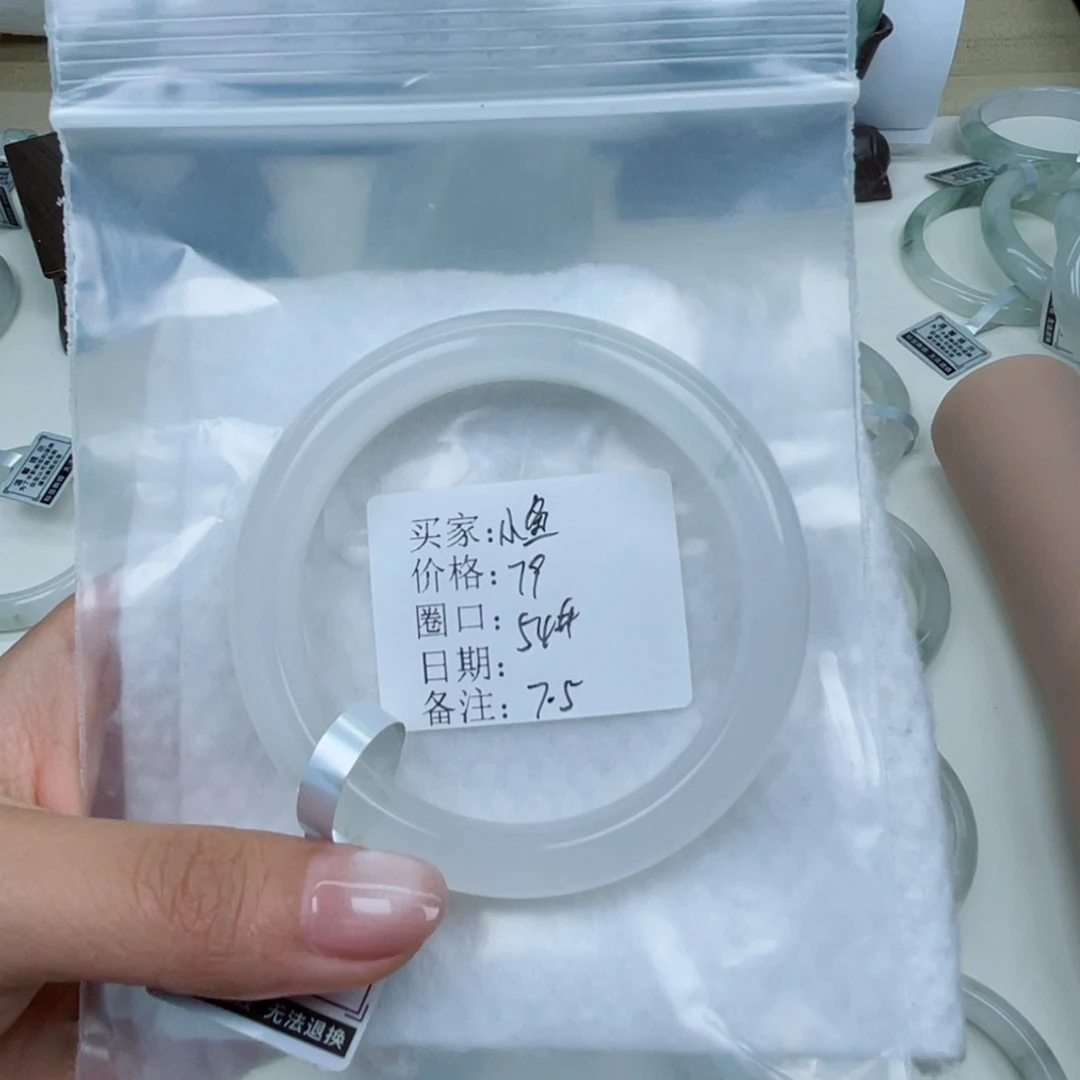 买家:小鱼
价格:79
圈口:54#
日期:
备注:7.5
无法退换